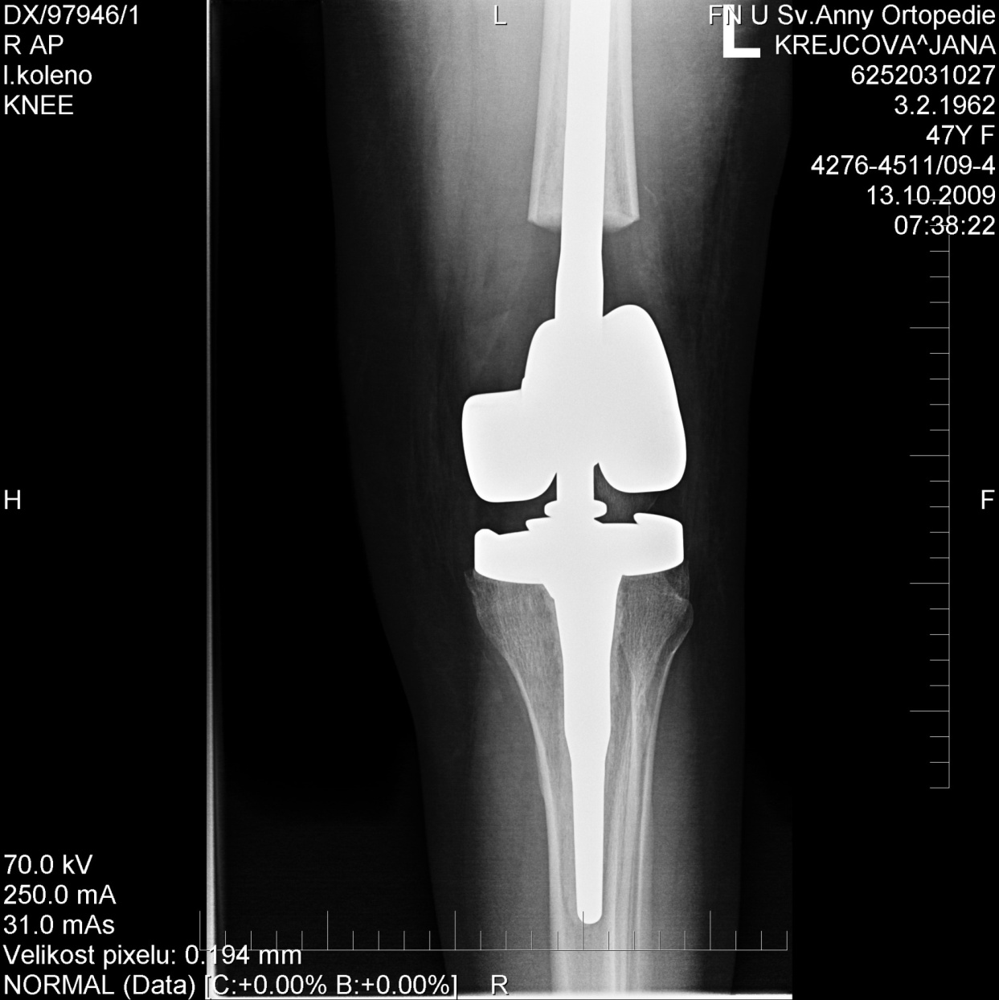 DX/97946/1
R AP
l.koleno
KNEE
L
FN U Sv.Anny Ortopedie
L
KREJCOVA^JANA
6252031027
3.2.1962
47Y F
4276-4511/09-4
13.10.2009
07:38:22
H
F
70.0 kV
250.0 mA
31.0 mAs
Velikost pixelu: 0.194 mm
NORMAL (Data) [C:+0.00% B:+0.00%]
R